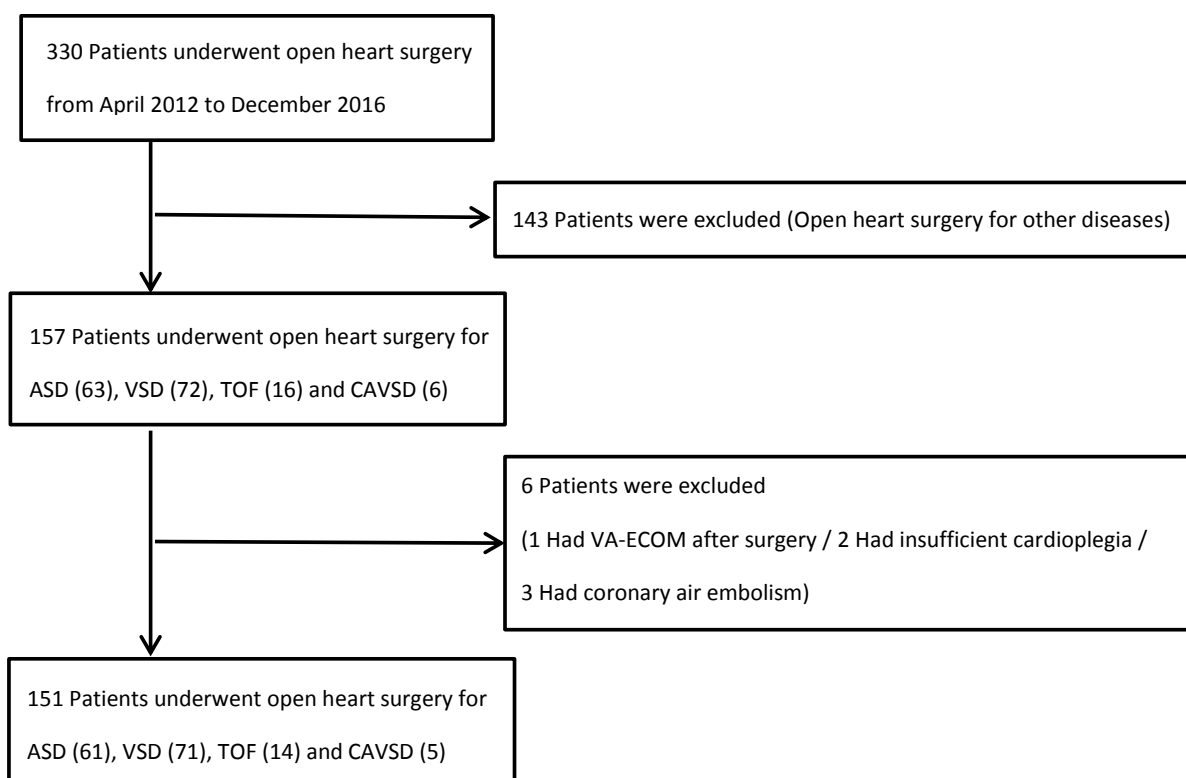 330 Patients underwent open heart surgery
from April 2012 to December 2016
143 Patients were excluded (Open heart surgery for other diseases)
157 Patients underwent open heart surgery for
ASD (63), VSD (72), TOF (16) and CAVSD (6)
6 Patients were excluded
(1 Had VA-ECOM after surgery / 2 Had insufficient cardioplegia /
3 Had coronary air embolism)
151 Patients underwent open heart surgery for
ASD (61), VSD (71), TOF (14) and CAVSD (5)